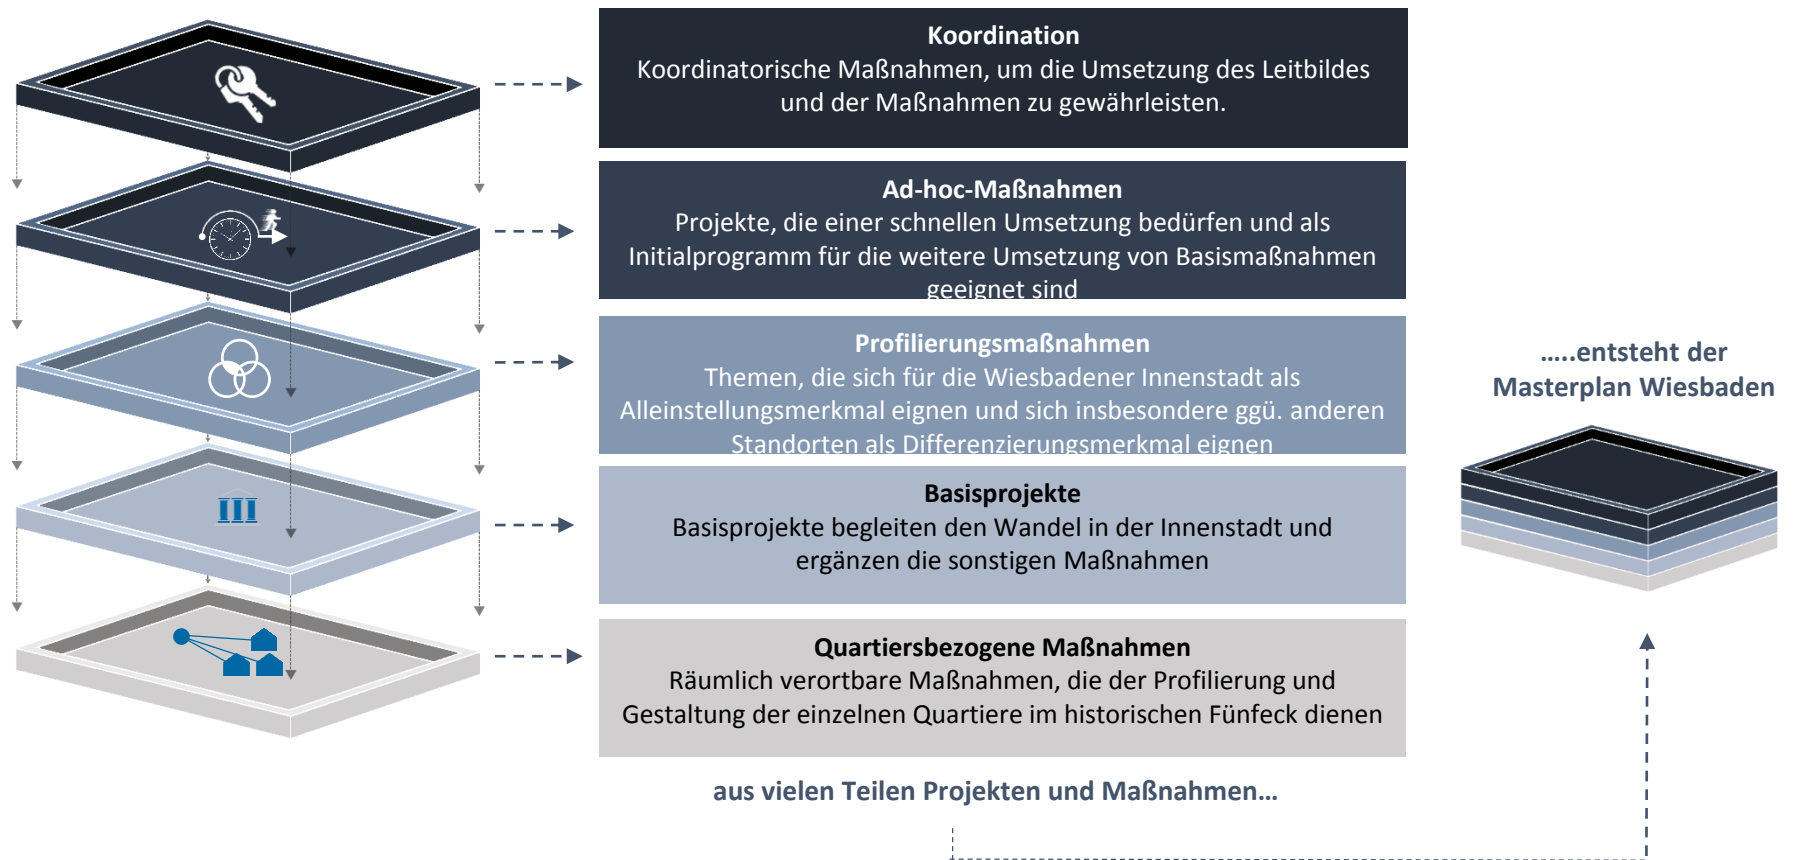 Koordination
Koordinatorische Maßnahmen, um die Umsetzung des Leitbildes
und der Maßnahmen zu gewährleisten.
Ad-hoc-Maßnahmen
Projekte, die einer schnellen Umsetzung bedürfen und als
Initialprogramm für die weitere Umsetzung von Basismaßnahmen
geeignet sind
Profilierungsmaßnahmen
Themen, die sich für die Wiesbadener Innenstadt als
Alleinstellungsmerkmal eignen und sich insbesondere ggü. anderen
Standorten als Differenzierungsmerkmal eignen
Basisprojekte
Basisprojekte begleiten den Wandel in der Innenstadt und
ergänzen die sonstigen Maßnahmen
Quartiersbezogene Maßnahmen
Räumlich verortbare Maßnahmen, die der Profilierung und
Gestaltung der einzelnen Quartiere im historischen Fünfeck dienen
aus vielen Teilen Projekten und Maßnahmen…
…..entsteht der
Masterplan Wiesbaden